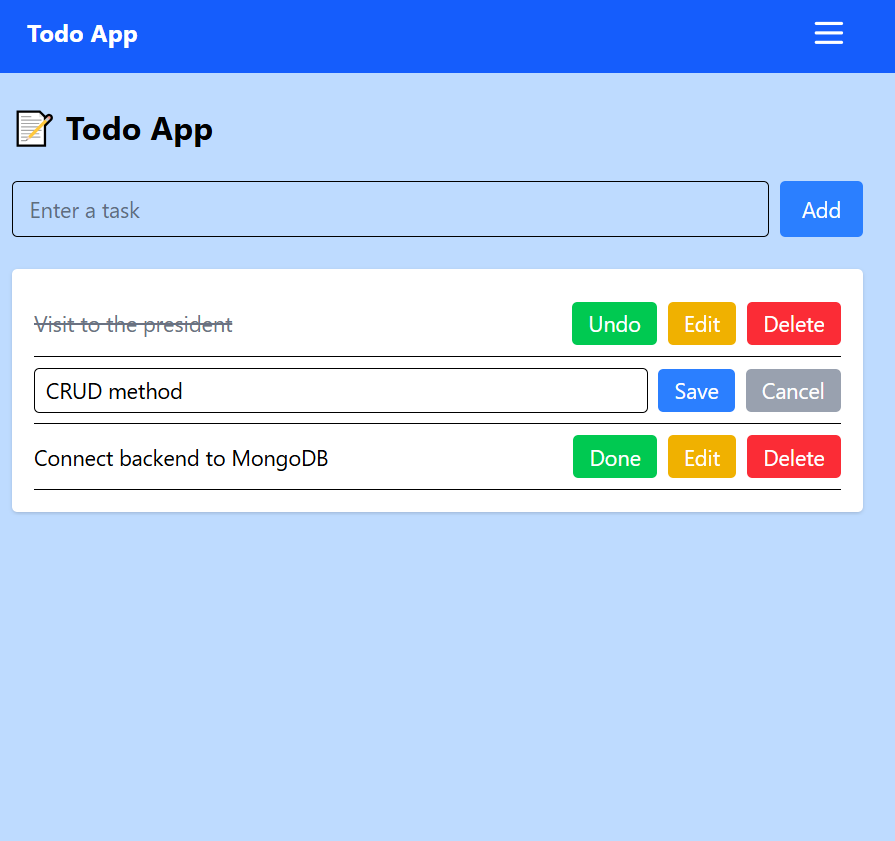 Todo App
📝 Todo App
Enter a task Add
Visit to the president Undo Edit Delete
CRUD method Save Cancel
Connect backend to MongoDB Done Edit Delete